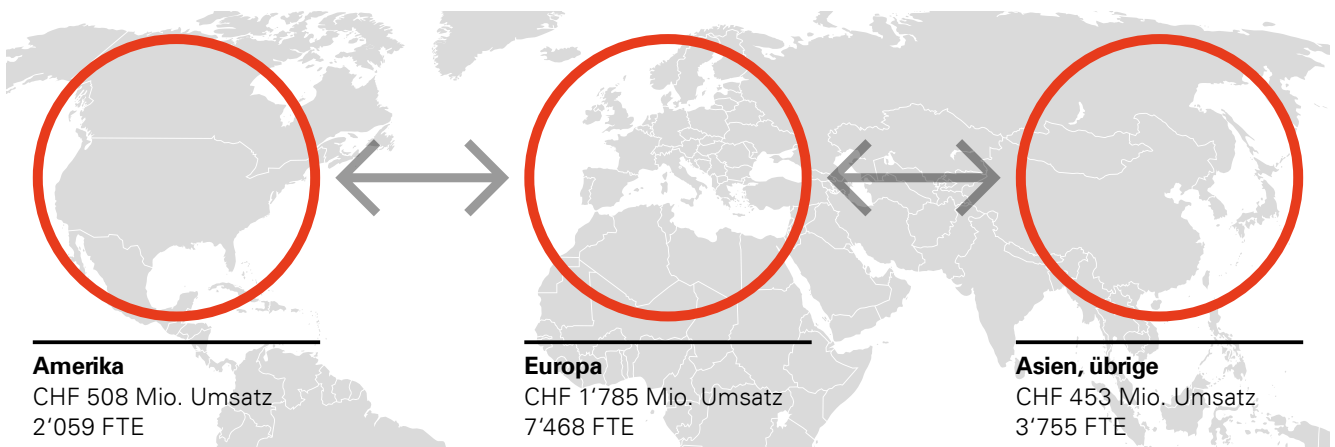 Amerika
CHF 508 Mio. Umsatz
2’059 FTE
Europa
CHF 1’785 Mio. Umsatz
7’468 FTE
Asien, übrige
CHF 453 Mio. Umsatz
3’755 FTE